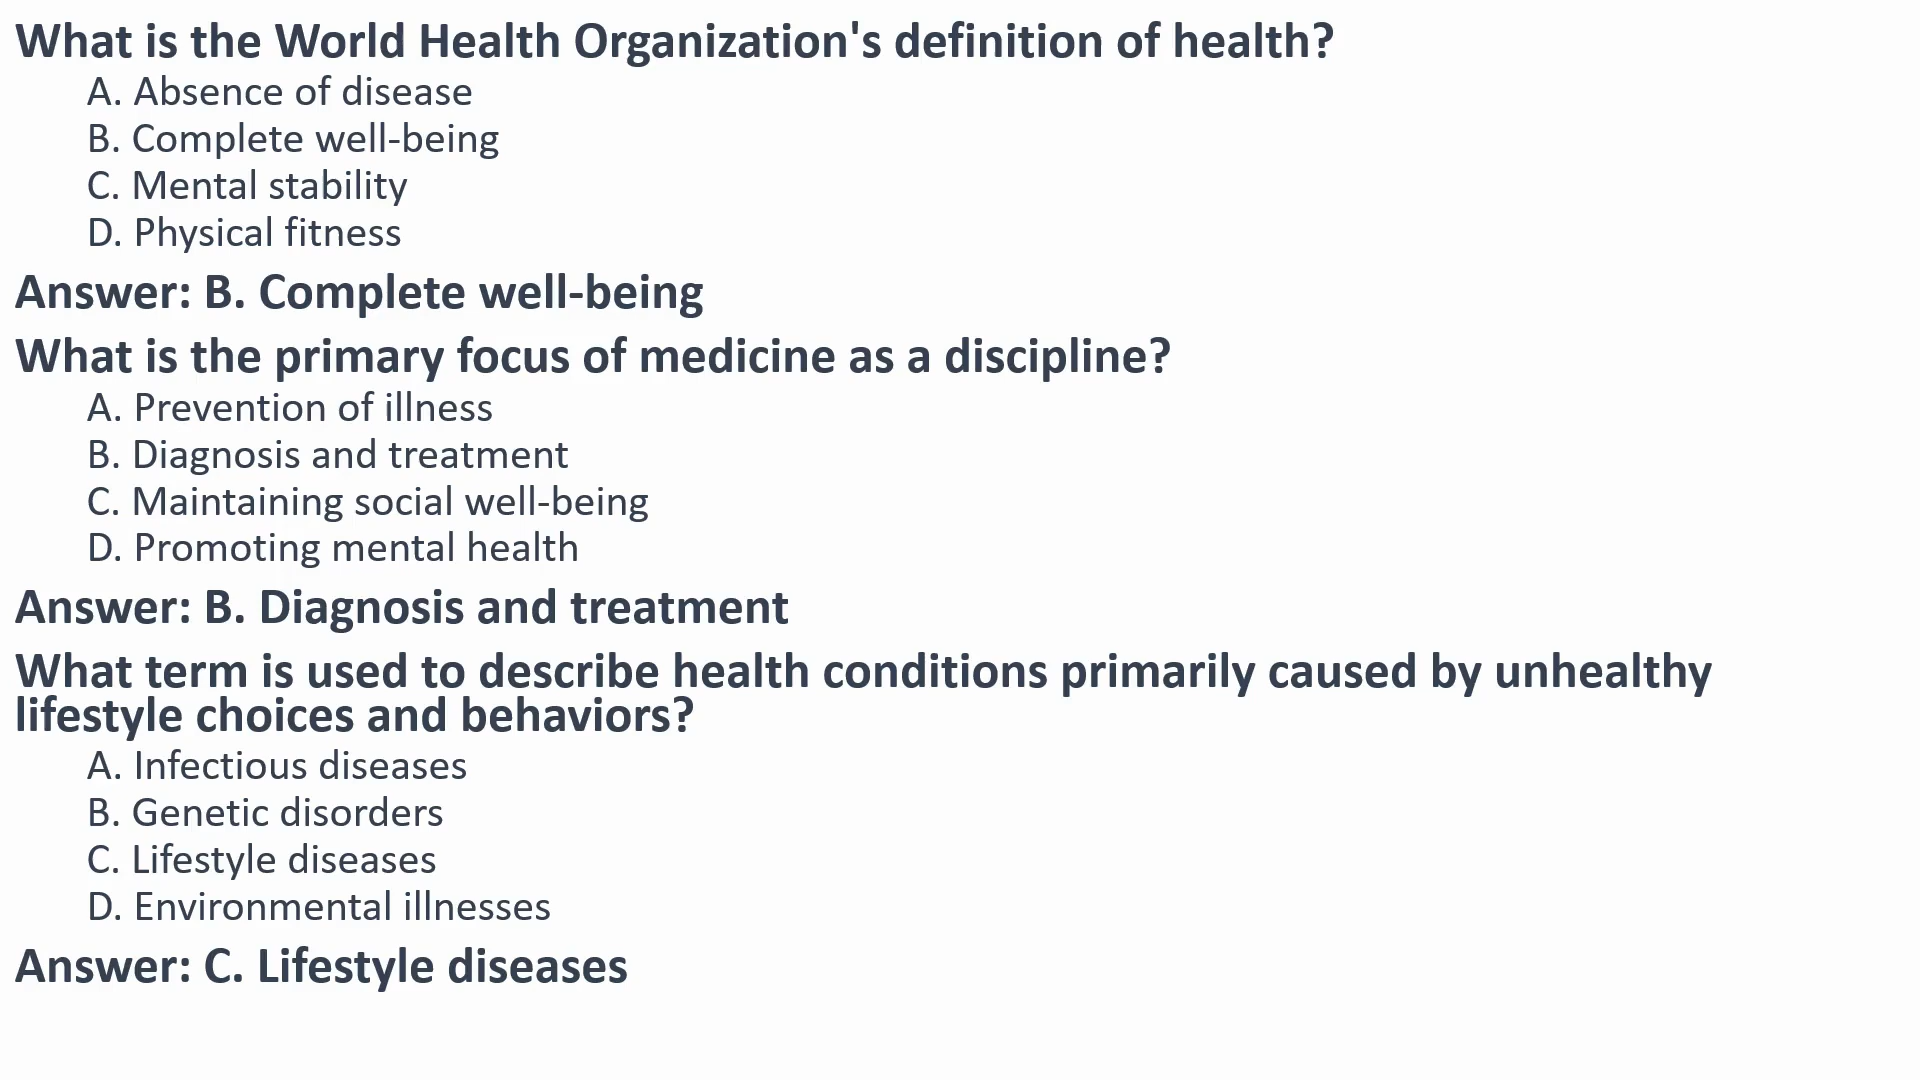 What is the World Health Organization's definition of health?
A. Absence of disease
B. Complete well-being
C. Mental stability
D. Physical fitness
Answer: B. Complete well-being
What is the primary focus of medicine as a discipline?
A. Prevention of illness
B. Diagnosis and treatment
C. Maintaining social well-being
D. Promoting mental health
Answer: B. Diagnosis and treatment
What term is used to describe health conditions primarily caused by unhealthy
lifestyle choices and behaviors?
A. Infectious diseases
B. Genetic disorders
C. Lifestyle diseases
D. Environmental illnesses
Answer: C. Lifestyle diseases